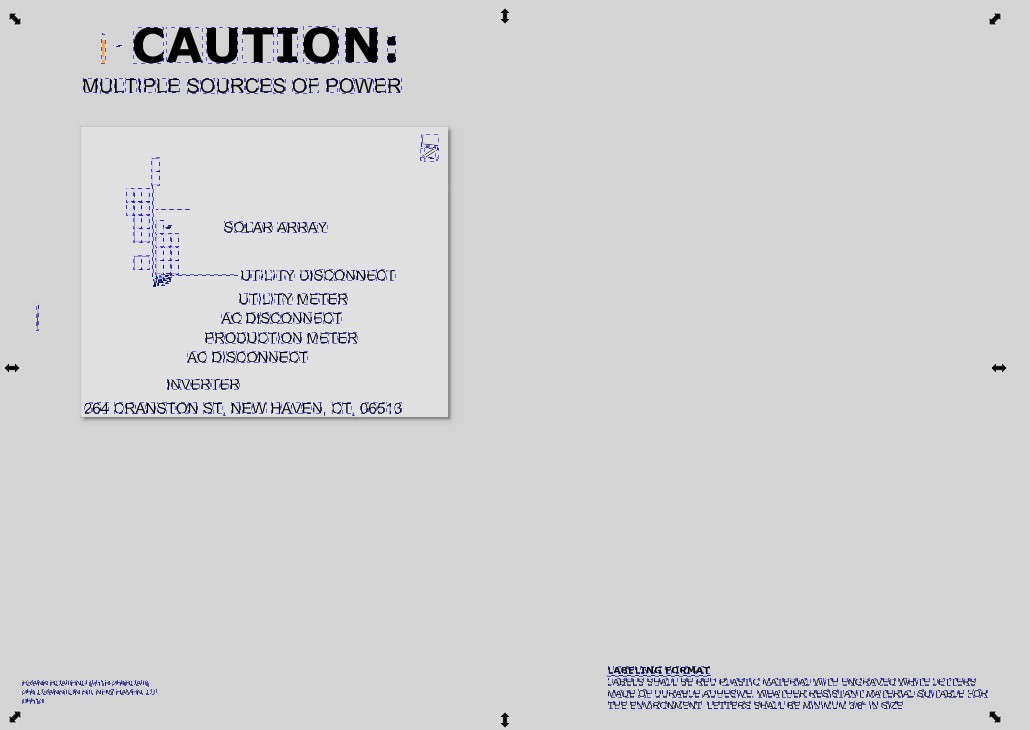 CAUTION:
MULTIPLE SOURCES OF POWER
SOLAR ARRAY
UTILITY DISCONNECT
UTILITY METER
AC DISCONNECT
PRODUCTION METER
AC DISCONNECT
INVERTER
264 CRANSTON ST, NEW HAVEN, CT, 06513
LABELING FORMAT
LABELS SHALL BE RED PLASTIC MATERIAL WITH ENGRAVED WHITE LETTERS
MADE OF DURABLE ADHESIVE. WEATHER RESISTANT MATERIAL SUITABLE FOR
THE ENVIRONMENT. LETTERS SHALL BE MINIMUM 3/8" IN SIZE